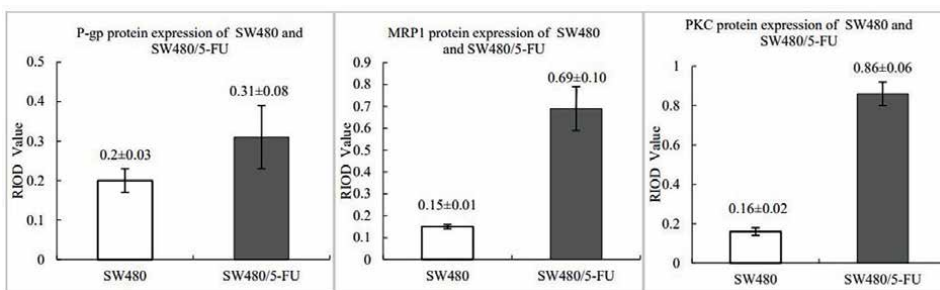 P-gp protein expression of SW480 and
SW480/5-FU
RIOD Value
0.5
0.4
0.3
0.2
0.1
0
0.2±0.03
0.31±0.08
SW480
SW480/5-FU
MRP1 protein expression of SW480
and SW480/5-FU
RIOD Value
0.9
0.8
0.7
0.6
0.5
0.4
0.3
0.2
0.1
0
0.15±0.01
0.69±0.10
SW480
SW480/5-FU
PKC protein expression of SW480 and
SW480/5-FU
RIOD Value
1
0.8
0.6
0.4
0.2
0
0.16±0.02
0.86±0.06
SW480
SW480/5-FU